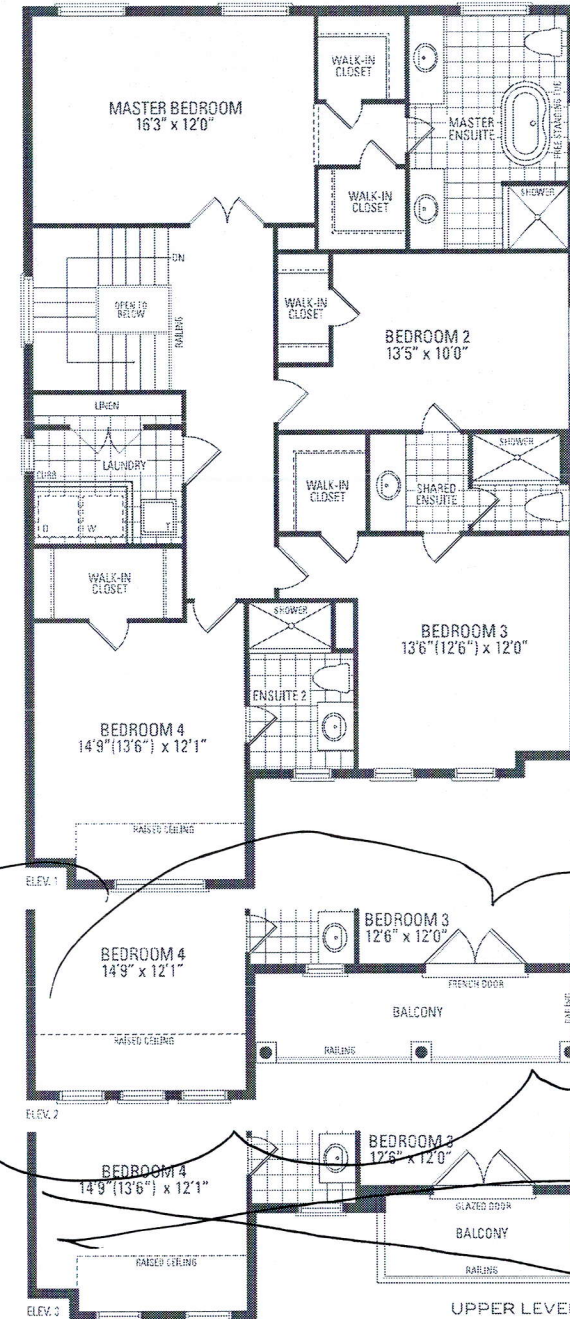 WALK-IN
CLOSET
MASTER BEDROOM
16'3" x 12'0"
MASTER
ENSUITE
FREE STANDING TUB
WALK-IN
CLOSET
SHOWER
DN
OPEN TO
BELOW
RAILING
WALK-IN
CLOSET
BEDROOM 2
13'5" x 10'0"
LINEN
LAUNDRY
CURB
D
W
T
WALK-IN
CLOSET
SHARED
ENSUITE
SHOWER
WALK-IN
CLOSET
SHOWER
BEDROOM 3
13'6"(12'6") x 12'0"
ENSUITE 2
BEDROOM 4
14'9"(13'6") x 12'1"
RAISED CEILING
ELEV. 1
BEDROOM 3
12'6" x 12'0"
BEDROOM 4
14'9" x 12'1"
FRENCH DOOR
BALCONY
RAISED CEILING
RAILING
RAILING
ELEV. 2
BEDROOM 3
12'6" x 12'0"
BEDROOM 4
14'9"(13'6") x 12'1"
GLAZED DOOR
BALCONY
RAISED CEILING
RAILING
ELEV. 3
UPPER LEVEL